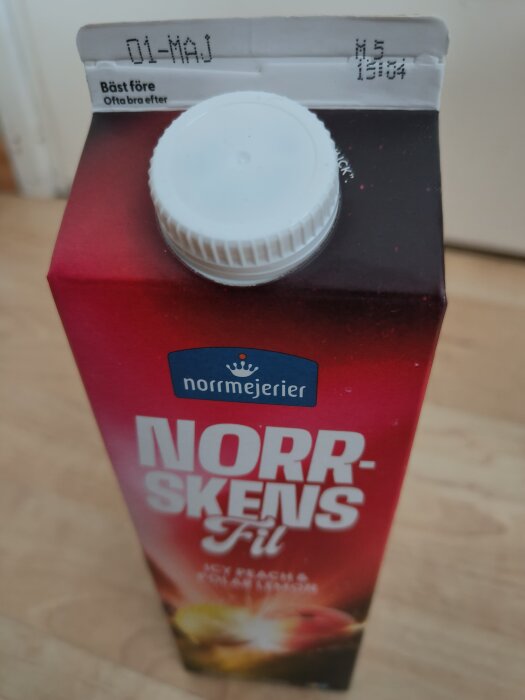 01-MAJ
M 5
15:04
Bäst före
Ofta bra efter
norrmejerier
NORR-
SKENS
Fil
ICY PEACH &
POLAR LEMON